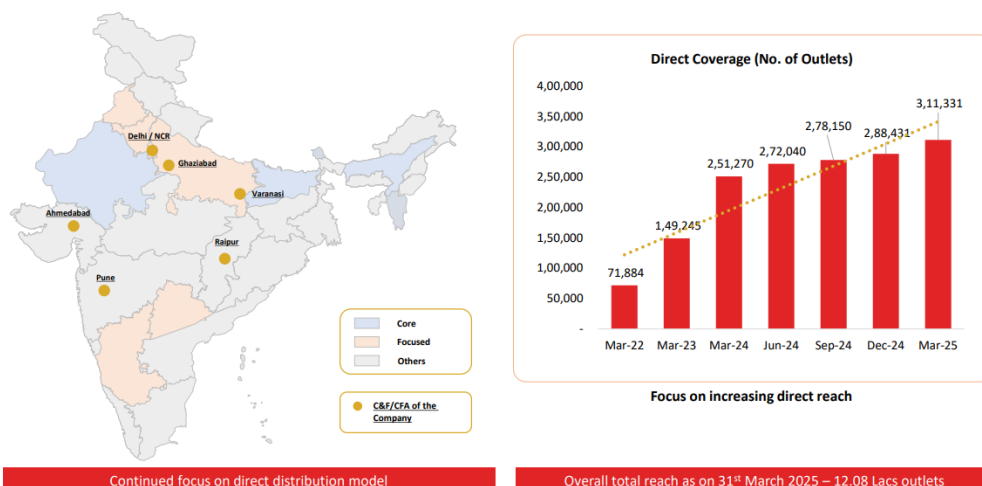 Delhi / NCR
Ghaziabad
Varanasi
Ahmedabad
Raipur
Pune
Core
Focused
Others
C&F/CFA of the
Company
Continued focus on direct distribution model
Direct Coverage (No. of Outlets)
4,00,000
3,50,000
3,00,000
2,50,000
2,00,000
1,50,000
1,00,000
50,000
-
71,884
1,49,245
2,51,270
2,72,040
2,78,150
2,88,431
3,11,331
Mar-22 Mar-23 Mar-24 Jun-24 Sep-24 Dec-24 Mar-25
Focus on increasing direct reach
Overall total reach as on 31st March 2025 – 12.08 Lacs outlets